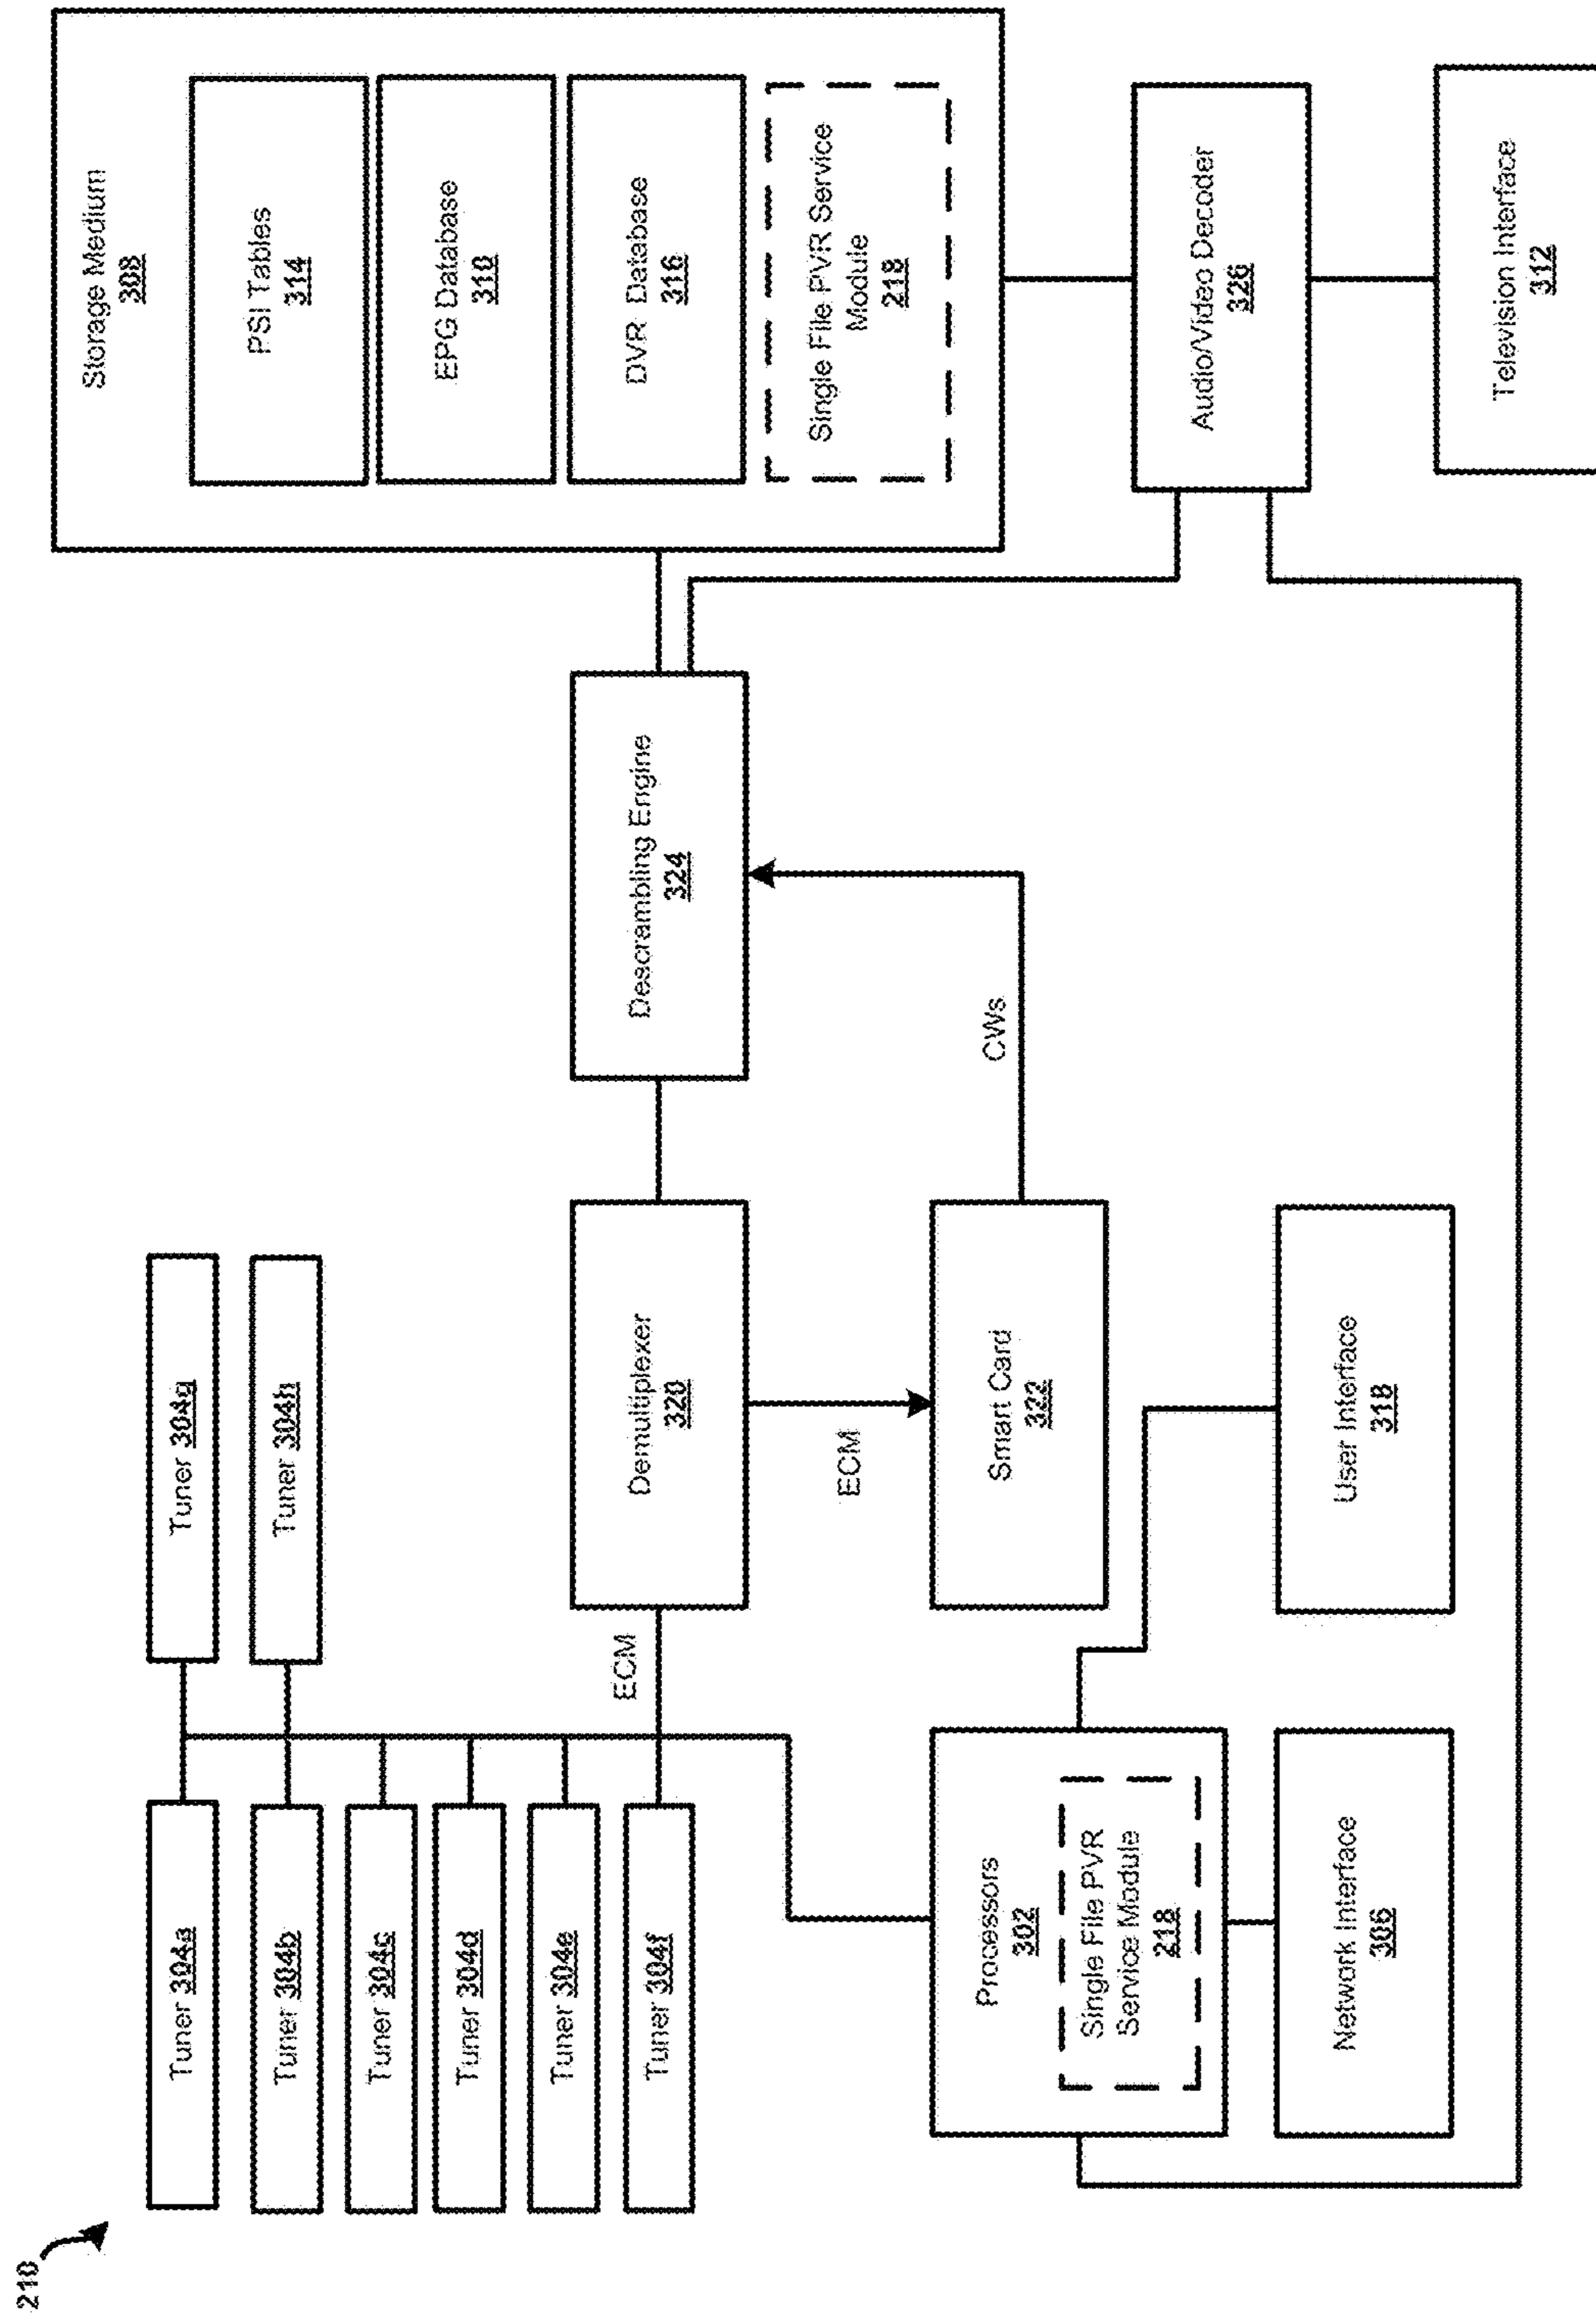 210
Tuner 304a
Tuner 304b
Tuner 304c
Tuner 304d
Tuner 304e
Tuner 304f
Tuner 304g
Tuner 304h
ECM
Demultiplexer
320
ECM
Smart Card
322
CWs
Descrambling Engine
324
Storage Medium
308
PSI Tables
314
EPG Database
310
DVR Database
316
Single File PVR Service
Module
218
Processors
302
Single File PVR
Service Module
218
Network Interface
306
User Interface
318
Audio/Video Decoder
326
Television Interface
312